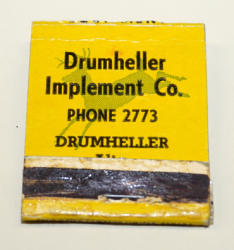 Drumheller
Implement Co.
PHONE 2773
DRUMHELLER